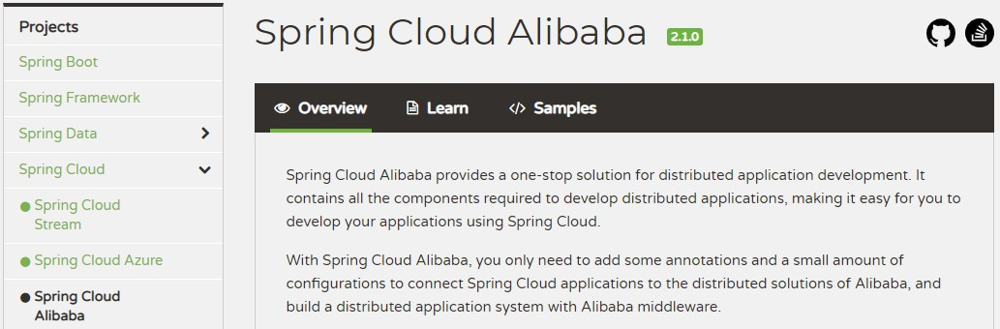 Projects
Spring Boot
Spring Framework
Spring Data
Spring Cloud
Spring Cloud
Stream
Spring Cloud Azure
Spring Cloud
Alibaba
Spring Cloud Alibaba 2.1.0
Overview Learn Samples
Spring Cloud Alibaba provides a one-stop solution for distributed application development. It
contains all the components required to develop distributed applications, making it easy for you to
develop your applications using Spring Cloud.
With Spring Cloud Alibaba, you only need to add some annotations and a small amount of
configurations to connect Spring Cloud applications to the distributed solutions of Alibaba, and
build a distributed application system with Alibaba middleware.